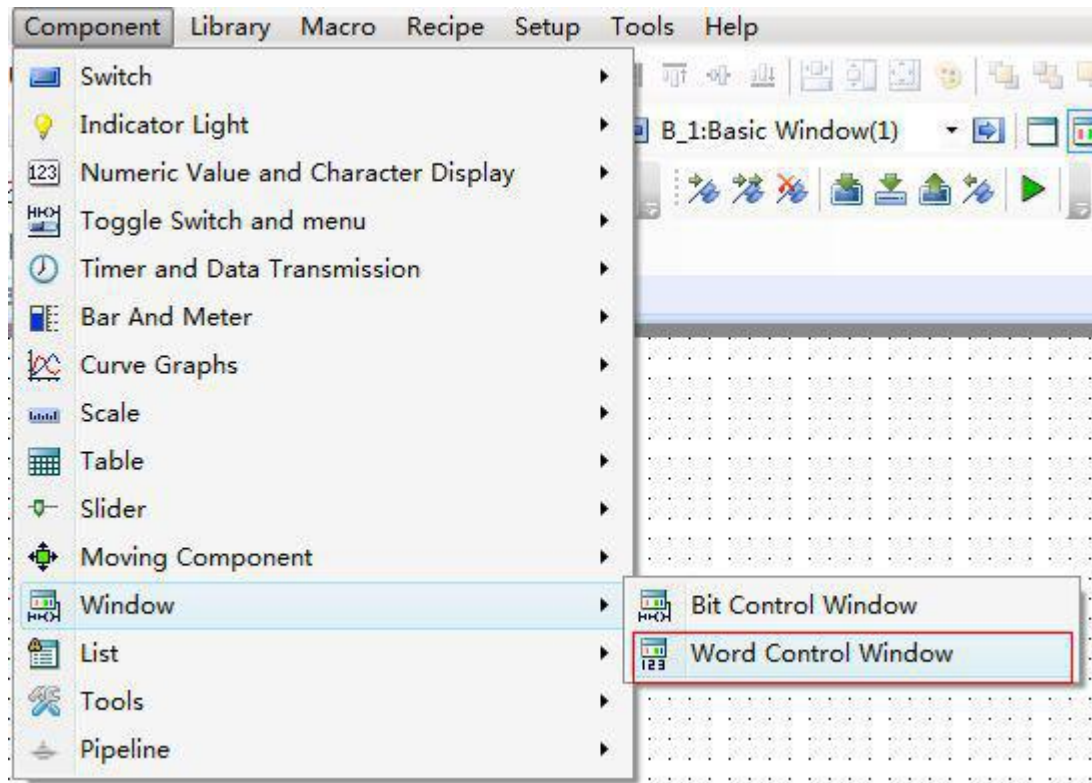 Component Library Macro Recipe Setup Tools Help
Switch
B_1:Basic Window(1)
Indicator Light
123 Numeric Value and Character Display
Toggle Switch and menu
Timer and Data Transmission
Bar And Meter
Curve Graphs
Scale
Table
Slider
Moving Component
Window
Bit Control Window
List
123 Word Control Window
Tools
Pipeline